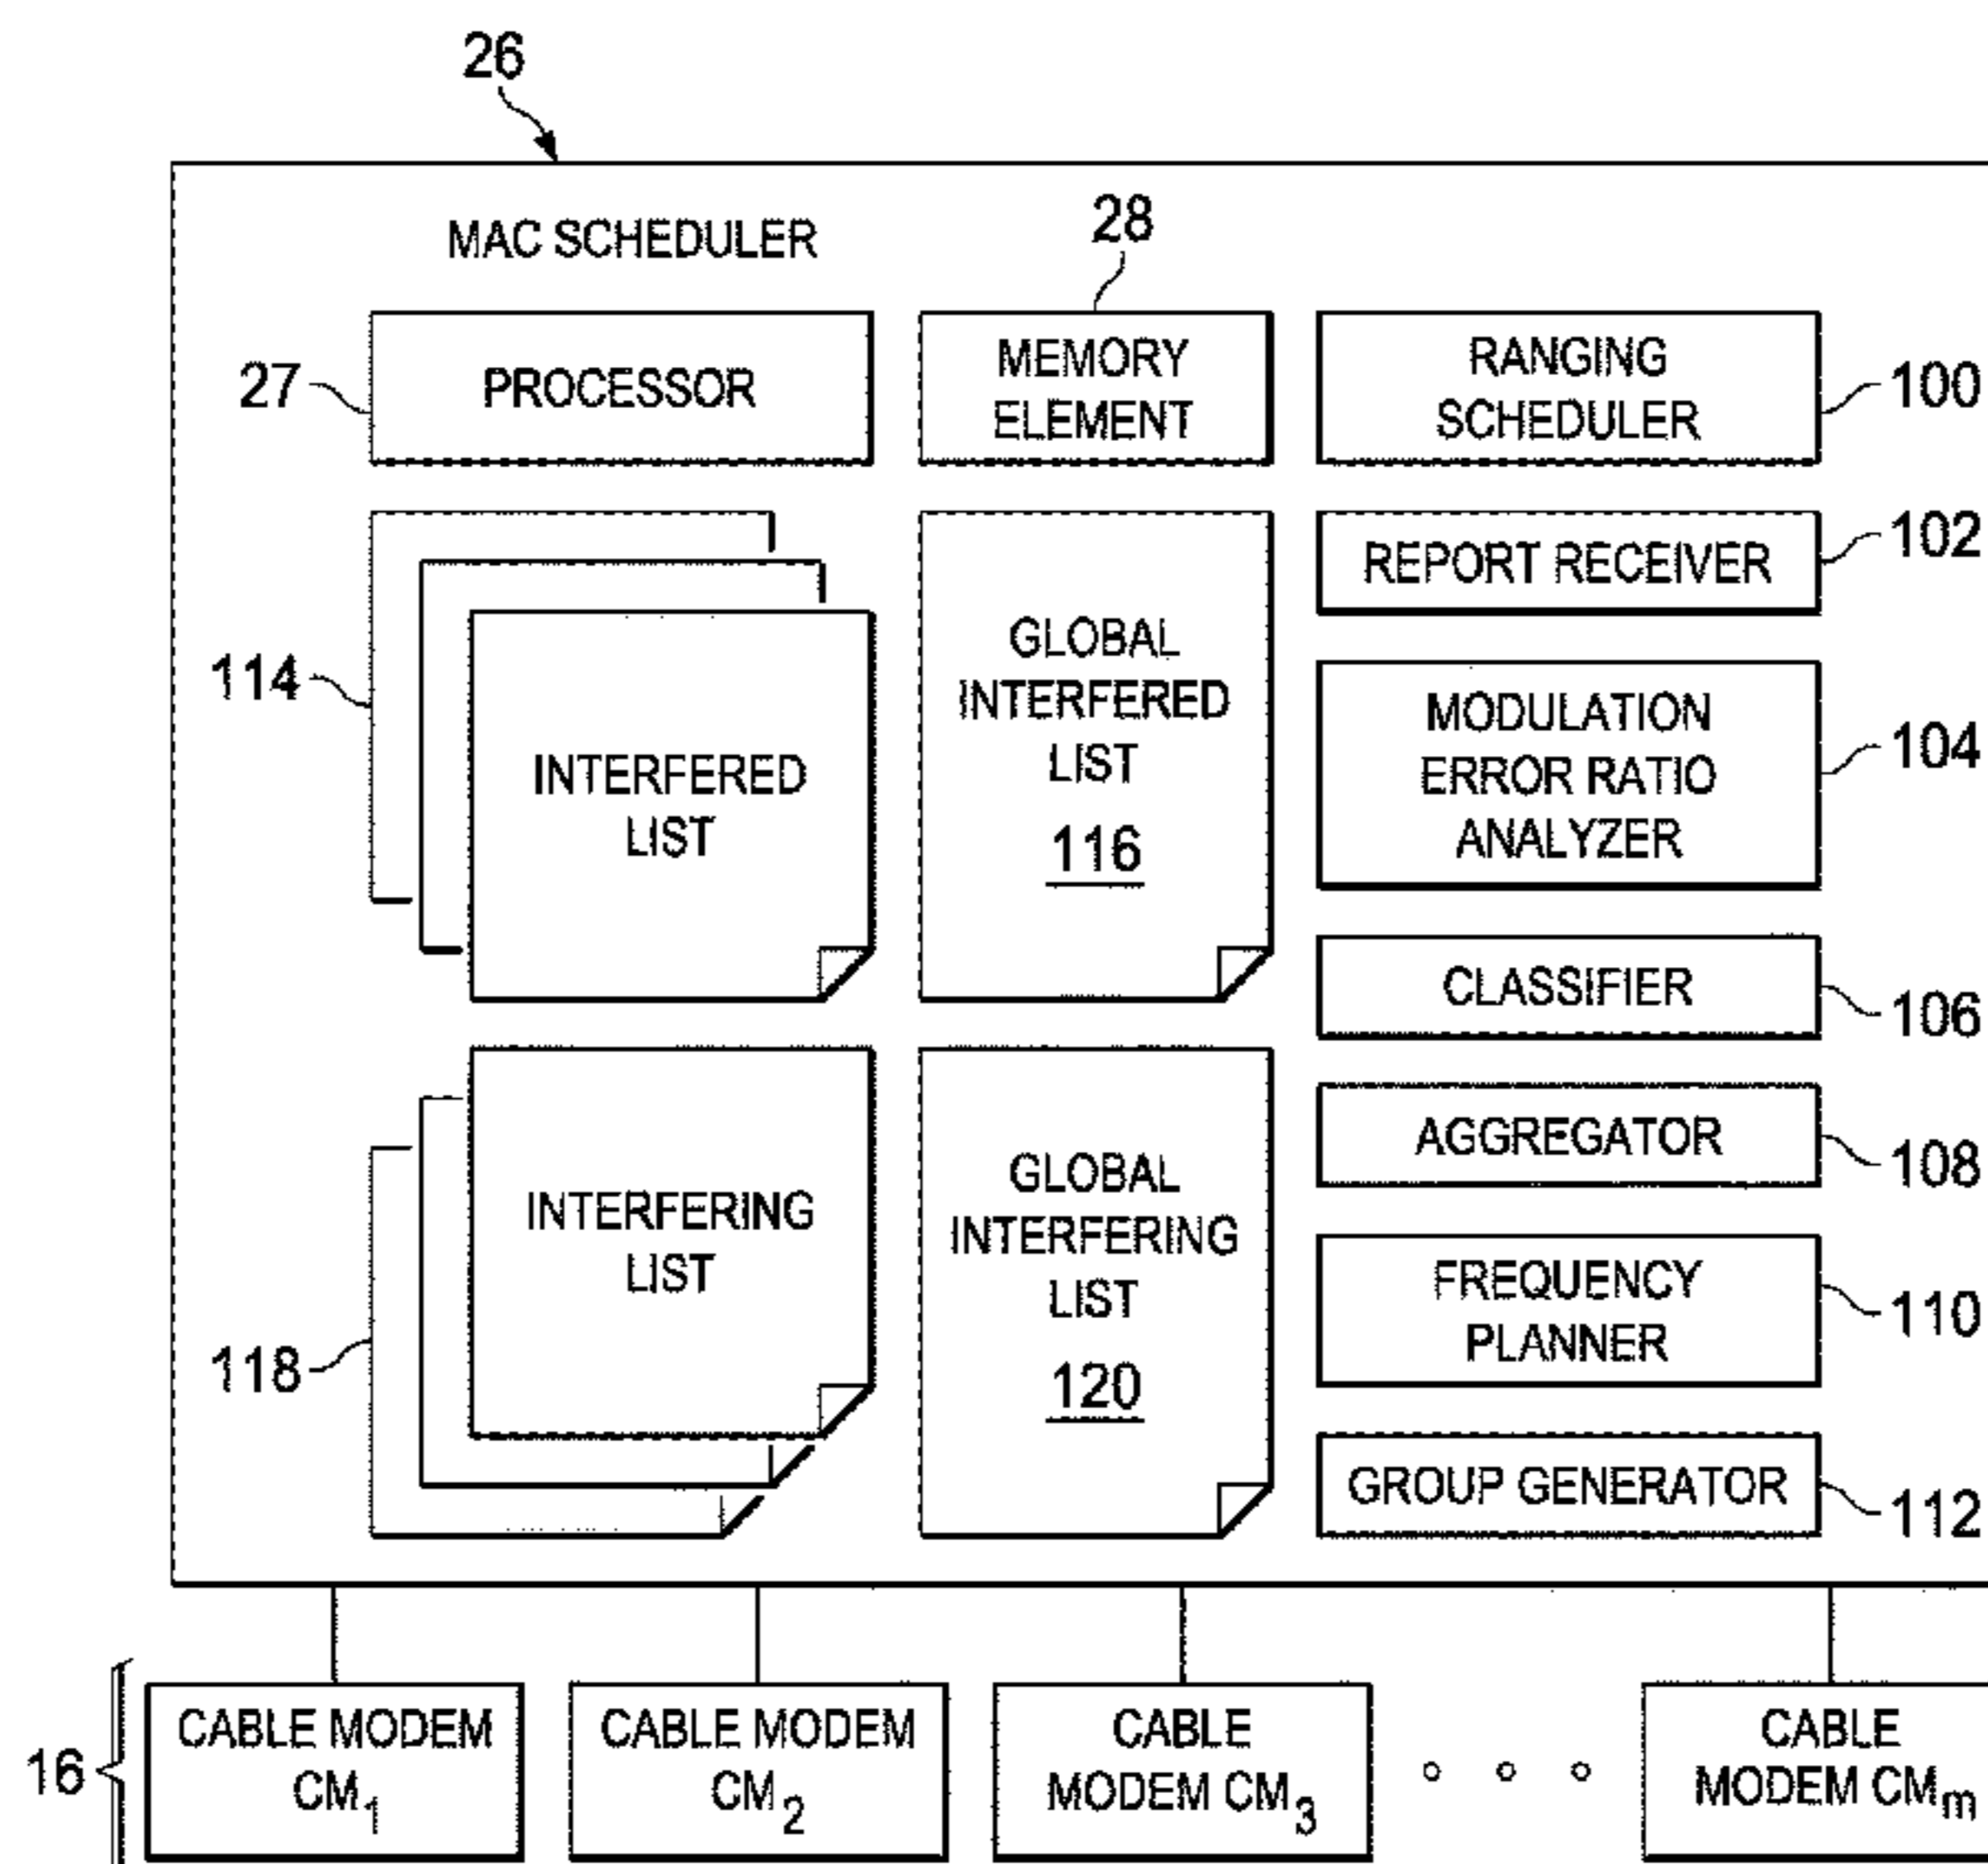 26
MAC SCHEDULER
28
27
PROCESSOR
MEMORY
ELEMENT
RANGING
SCHEDULER
100
REPORT RECEIVER
102
114
INTERFERED
LIST
GLOBAL
INTERFERED
LIST
116
MODULATION
ERROR RATIO
ANALYZER
104
CLASSIFIER
106
AGGREGATOR
108
118
INTERFERING
LIST
GLOBAL
INTERFERING
LIST
120
FREQUENCY
PLANNER
110
GROUP GENERATOR
112
16
CABLE MODEM
CM1
CABLE MODEM
CM2
CABLE
MODEM CM3
CABLE
MODEM CMm